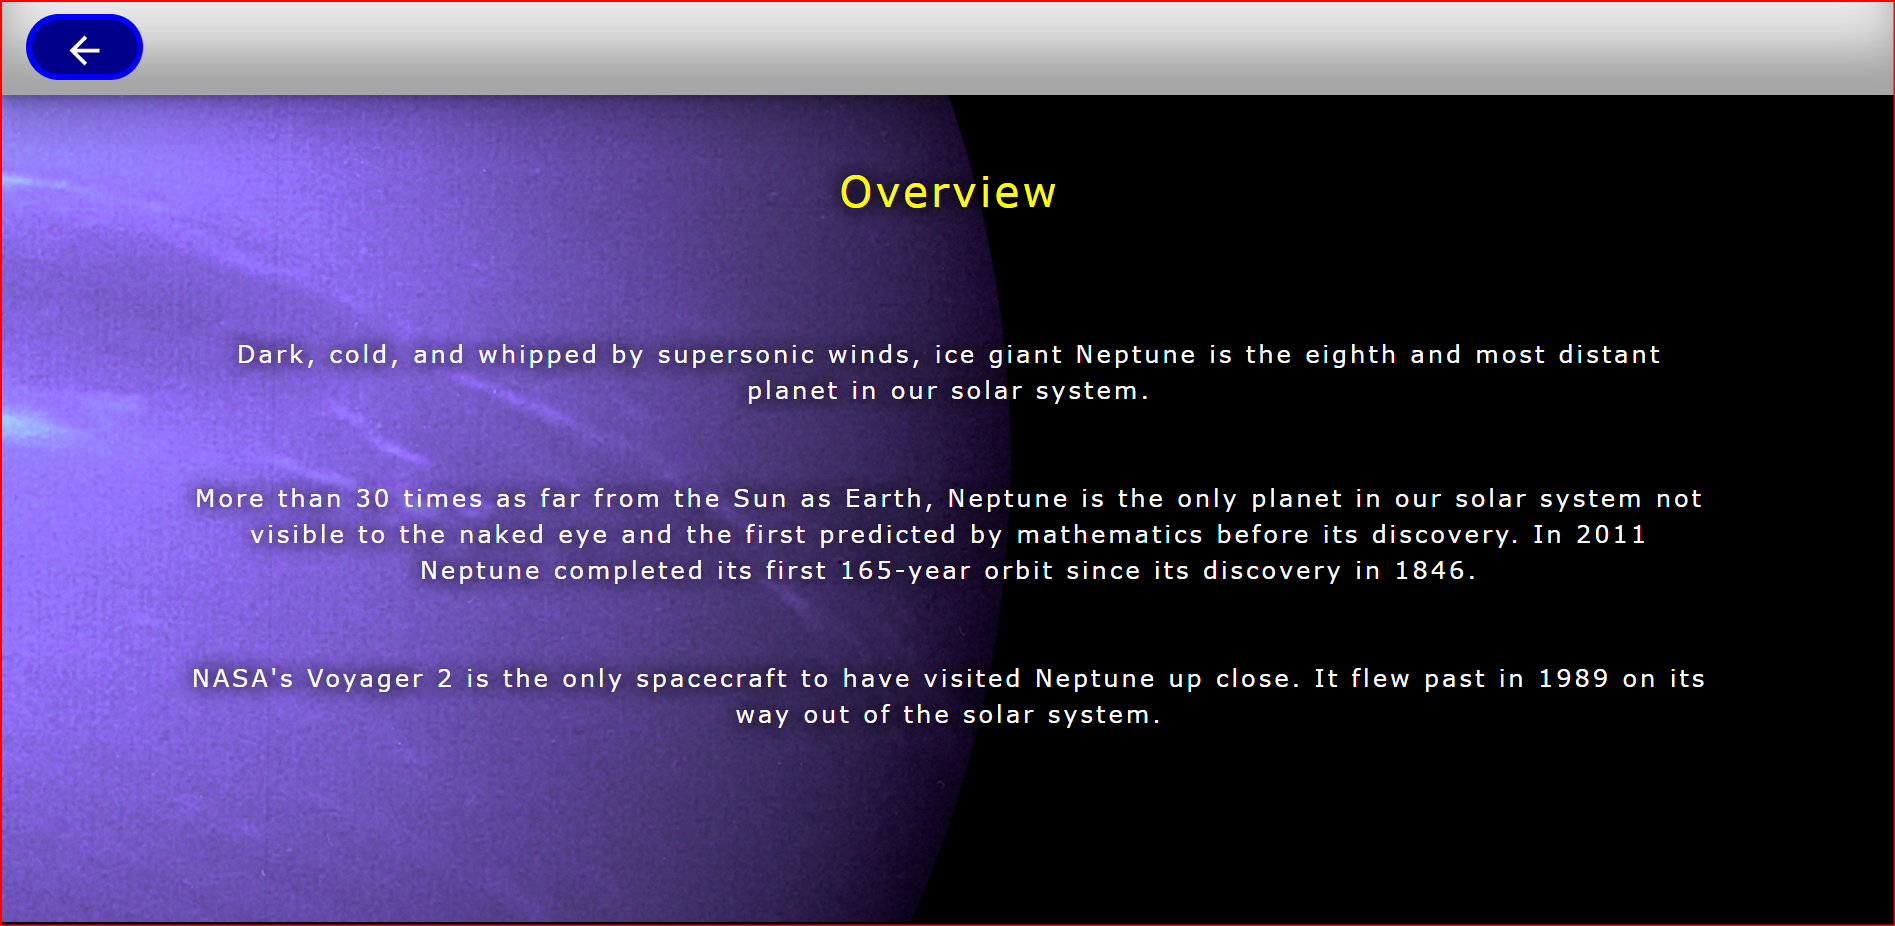 Overview
Dark, cold, and whipped by supersonic winds, ice giant Neptune is the eighth and most distant
planet in our solar system.
More than 30 times as far from the Sun as Earth, Neptune is the only planet in our solar system not
visible to the naked eye and the first predicted by mathematics before its discovery. In 2011
Neptune completed its first 165-year orbit since its discovery in 1846.
NASA's Voyager 2 is the only spacecraft to have visited Neptune up close. It flew past in 1989 on its
way out of the solar system.